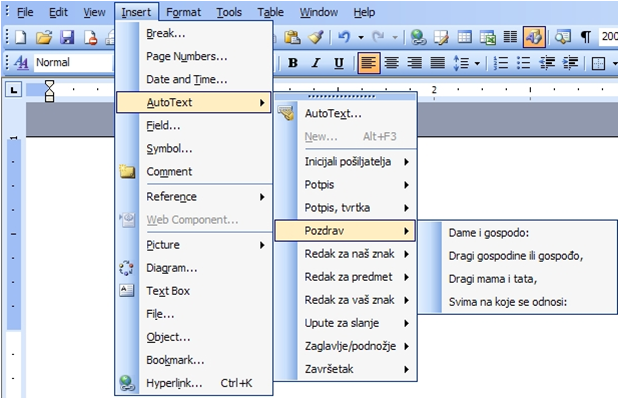 File Edit View Insert Format Tools Table Window Help
Normal
B I U
200
L
2
1
Break...
Page Numbers...
Date and Time...
AutoText
Field...
Symbol...
Comment
Reference
Web Component...
Picture
Diagram...
Text Box
File...
Object...
Bookmark...
Hyperlink... Ctrl+K
AutoText...
New... Alt+F3
Inicijali pošiljatelja
Potpis
Potpis, tvrtka
Pozdrav
Redak za naš znak
Redak za predmet
Redak za vaš znak
Upute za slanje
Zaglavlje/podnožje
Završetak
Dame i gospodo:
Dragi gospodine ili gospođo,
Dragi mama i tata,
Svima na koje se odnosi: